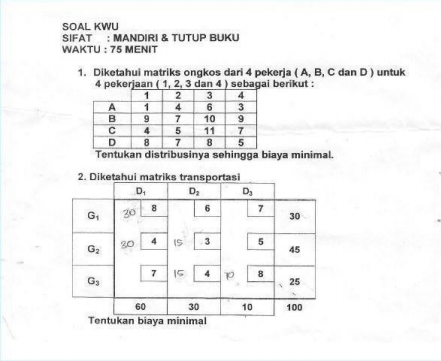 SOAL KWU
SIFAT : MANDIRI & TUTUP BUKU
WAKTU : 75 MENIT
1. Diketahui matriks ongkos dari 4 pekerja ( A, B, C dan D ) untuk
4 pekerjaan ( 1, 2, 3 dan 4 ) sebagai berikut :
1 2 3 4
A 1 4 6 3
B 9 7 10 9
C 4 5 11 7
D 8 7 8 5
Tentukan distribusinya sehingga biaya minimal.
2. Diketahui matriks transportasi
D₁ D₂ D₃
G₁ 30 8 6 7 30
G₂ 30 4 15 3 5 45
G₃ 7 15 4 10 8 25
60 30 10 100
Tentukan biaya minimal